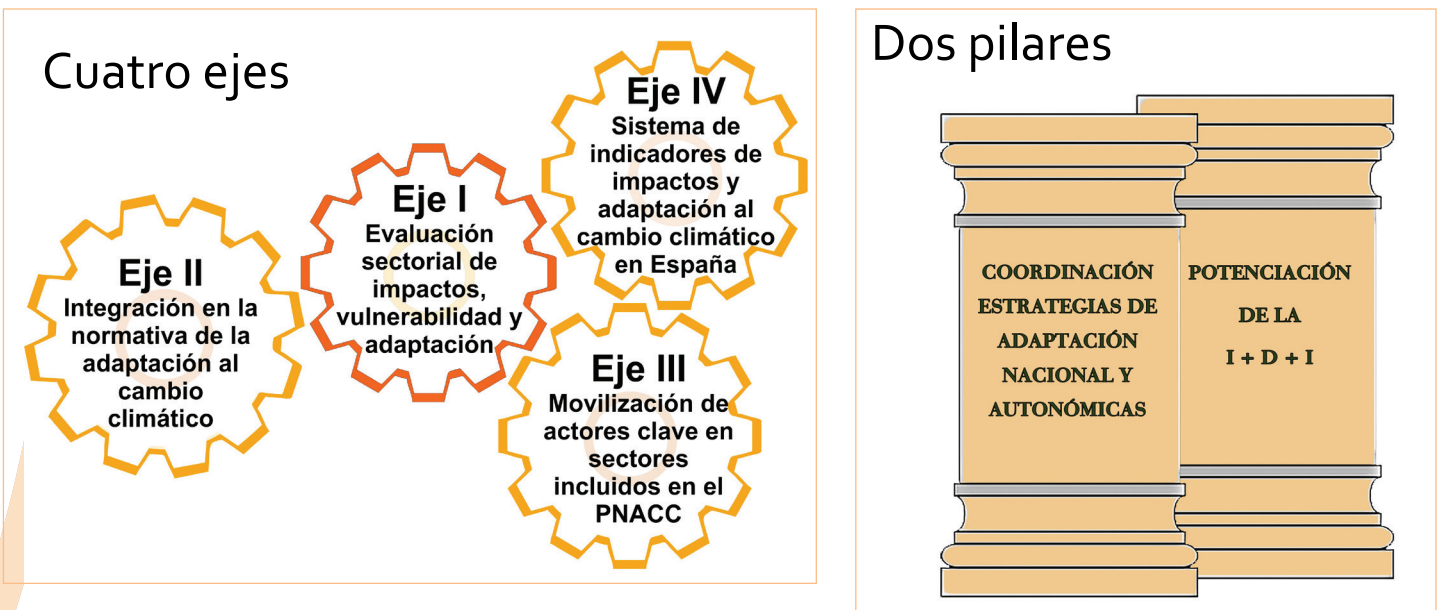 Cuatro ejes
Eje I
Evaluación
sectorial de
impactos,
vulnerabilidad y
adaptación
Eje II
Integración en la
normativa de la
adaptación al
cambio
climático
Eje III
Movilización de
actores clave en
sectores
incluidos en el
PNACC
Eje IV
Sistema de
indicadores de
impactos y
adaptación al
cambio climático
en España
Dos pilares
COORDINACIÓN
ESTRATEGIAS DE
ADAPTACIÓN
NACIONAL Y
AUTONÓMICAS
POTENCIACIÓN
DE LA
I + D + I